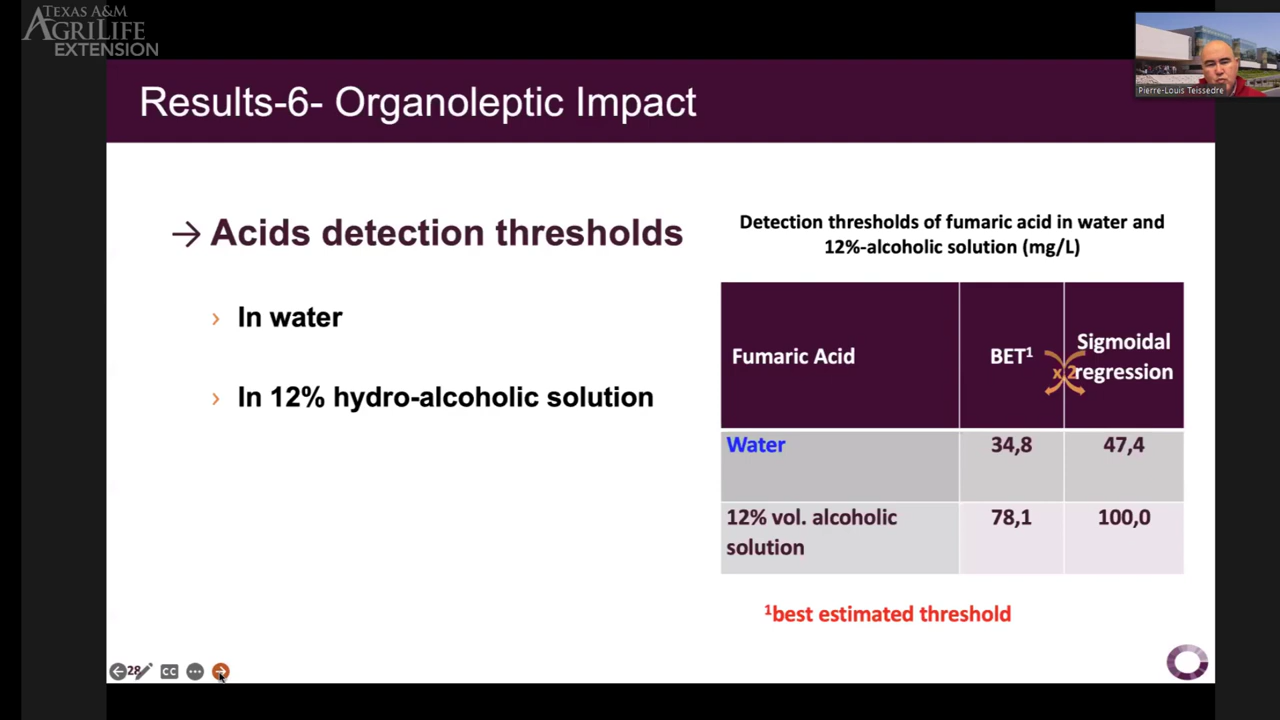 TEXAS A&M
AGRILIFE
EXTENSION
Pierre-Louis Teissedre
Results-6- Organoleptic Impact
→ Acids detection thresholds
› In water
› In 12% hydro-alcoholic solution
Detection thresholds of fumaric acid in water and
12%-alcoholic solution (mg/L)
Fumaric Acid
BET¹
x 2
Sigmoidal
regression
Water
34,8
47,4
12% vol. alcoholic
solution
78,1
100,0
¹best estimated threshold
28
CC